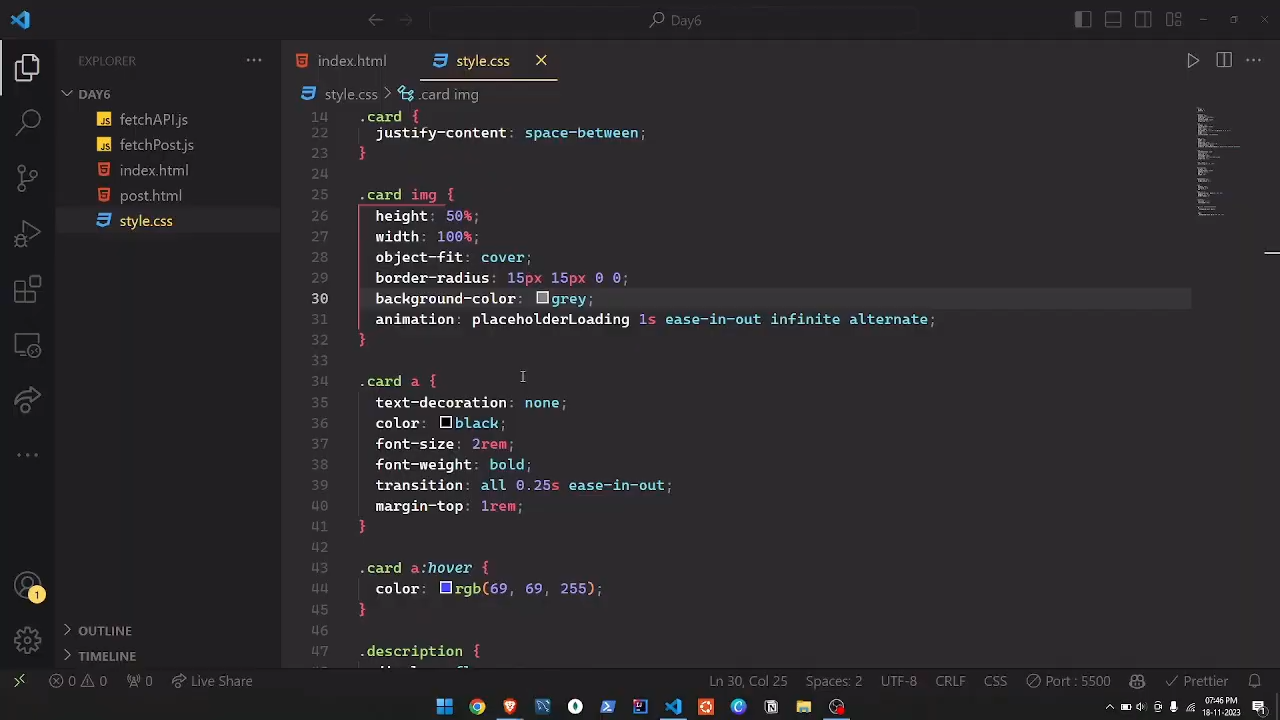 Day6
EXPLORER
DAY6
JS fetchAPI.js
JS fetchPost.js
index.html
post.html
style.css
OUTLINE
TIMELINE
1
index.html
style.css
style.css > .card img
14 .card {
22 justify-content: space-between;
23 }
24
25 .card img {
26 height: 50%;
27 width: 100%;
28 object-fit: cover;
29 border-radius: 15px 15px 0 0;
30 background-color: grey;
31 animation: placeholderLoading 1s ease-in-out infinite alternate;
32 }
33
34 .card a {
35 text-decoration: none;
36 color: black;
37 font-size: 2rem;
38 font-weight: bold;
39 transition: all 0.25s ease-in-out;
40 margin-top: 1rem;
41 }
42
43 .card a:hover {
44 color: rgb(69, 69, 255);
45 }
46
47 .description {
0 0 0 Live Share Ln 30, Col 25 Spaces: 2 UTF-8 CRLF CSS Port : 5500 Prettier
07:46 PM
18-11-2023